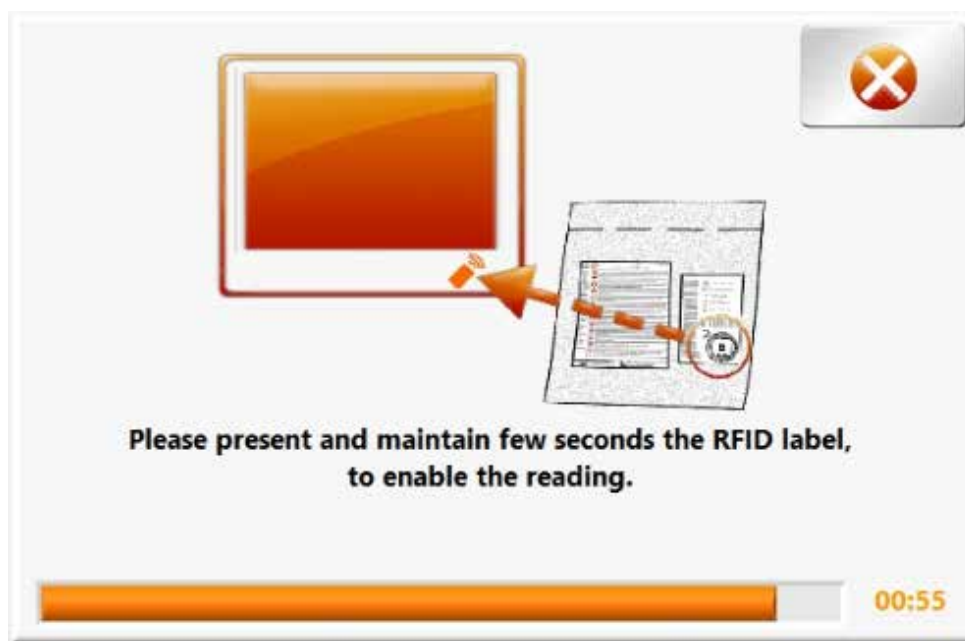 Please present and maintain few seconds the RFID label,
to enable the reading.
00:55